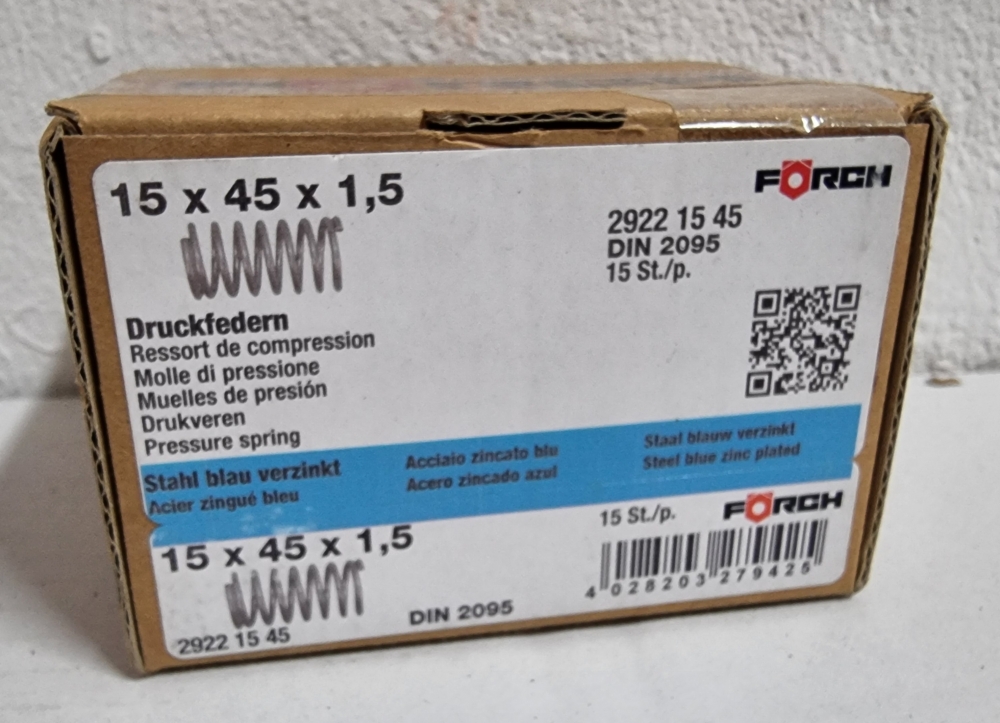 15 x 45 x 1,5
FÖRCH
2922 15 45
DIN 2095
15 St./p.
Druckfedern
Ressort de compression
Molle di pressione
Muelles de presión
Drukveren
Pressure spring
Stahl blau verzinkt
Acier zingué bleu
Acciaio zincato blu
Acero zincado azul
Staal blauw verzinkt
Steel blue zinc plated
15 x 45 x 1,5
2922 15 45
DIN 2095
15 St./p.
FÖRCH
4 028203 279425